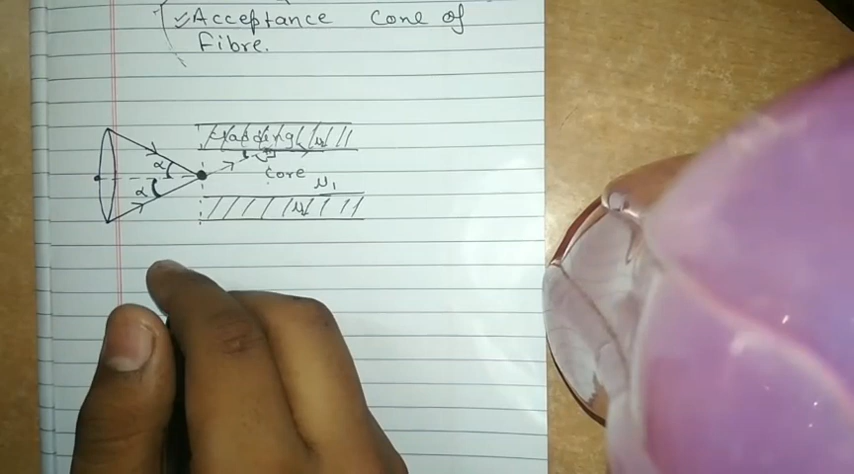 Acceptance Cone of
Fibre.
Cladding μ
α
Core
α
μ1
μ